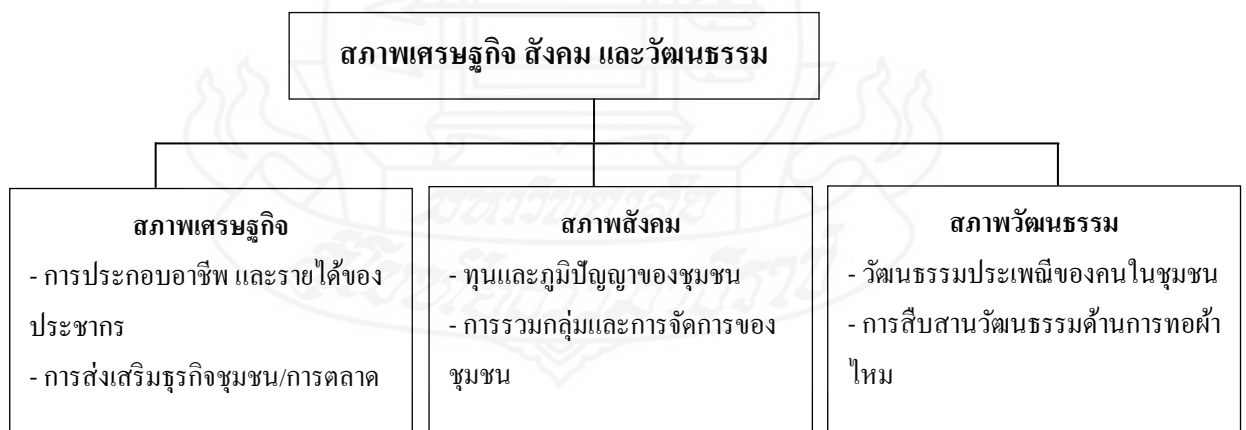 สภาพเศรษฐกิจ สังคม และวัฒนธรรม
สภาพเศรษฐกิจ
- การประกอบอาชีพ และรายได้ของ
ประชากร
- การส่งเสริมธุรกิจชุมชน/การตลาด
สภาพสังคม
- ทุนและภูมิปัญญาของชุมชน
- การรวมกลุ่มและการจัดการของ
ชุมชน
สภาพวัฒนธรรม
- วัฒนธรรมประเพณีของคนในชุมชน
- การสืบสานวัฒนธรรมด้านการทอผ้า
ไหม